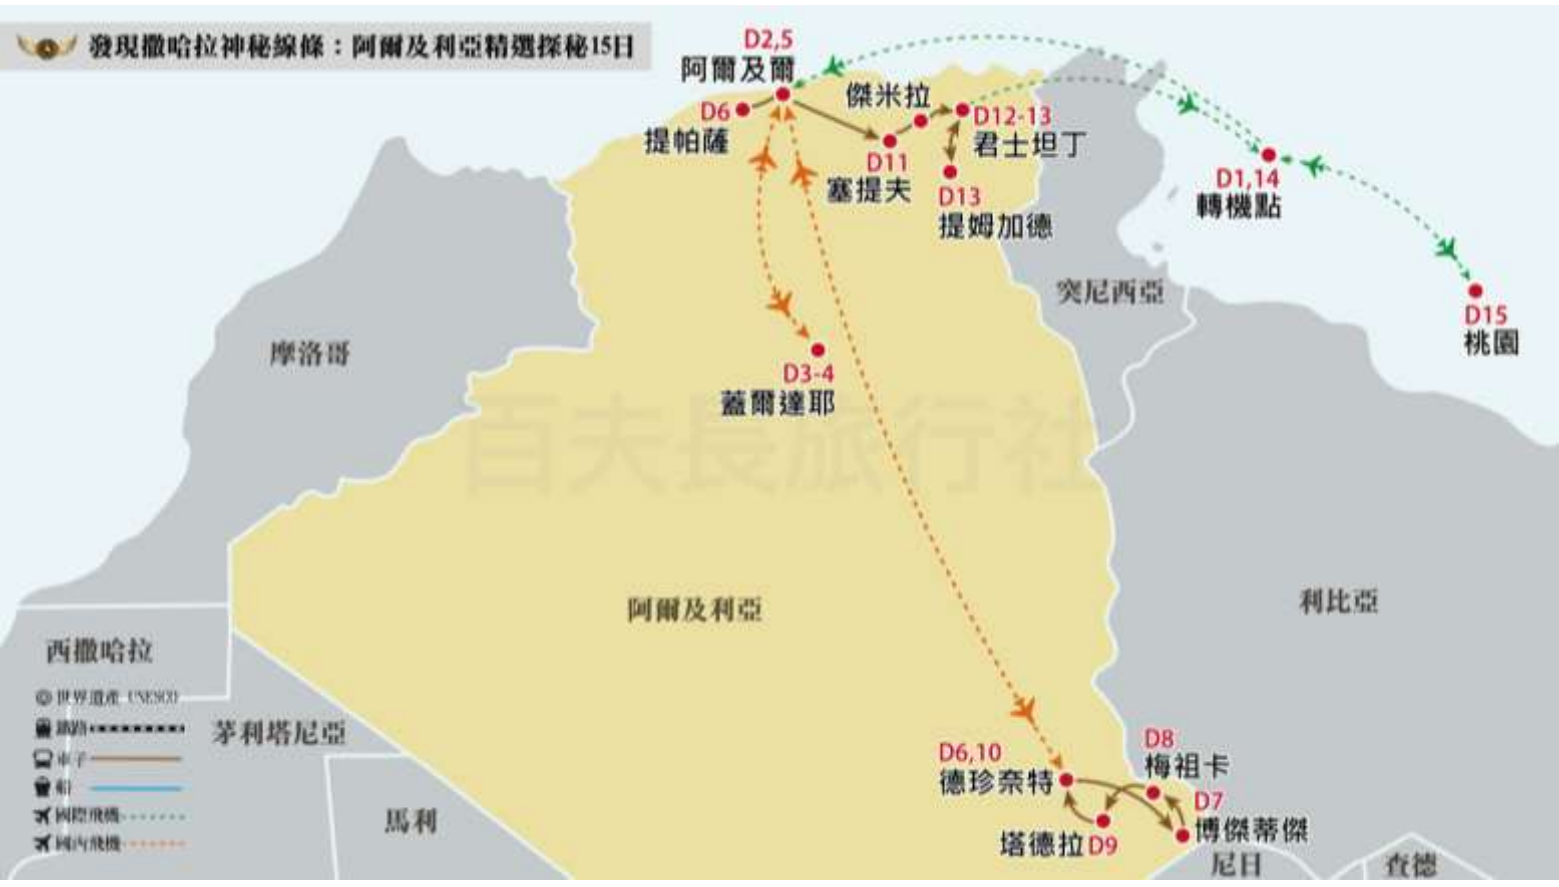 發現撒哈拉神秘線條：阿爾及利亞精選探秘15日
D2,5
阿爾及爾
D6
提帕薩
傑米拉
D12-13
君士坦丁
D11
塞提夫
D13
提姆加德
D1,14
轉機點
D15
桃園
突尼西亞
摩洛哥
D3-4
蓋爾達耶
百夫長旅行社
阿爾及利亞
利比亞
西撒哈拉
世界遺產 UNESCO
鐵路
車子
船
國際飛機
國內飛機
茅利塔尼亞
馬利
D6,10
德珍奈特
D8
梅祖卡
D7
博傑蒂傑
塔德拉D9
尼日
查德